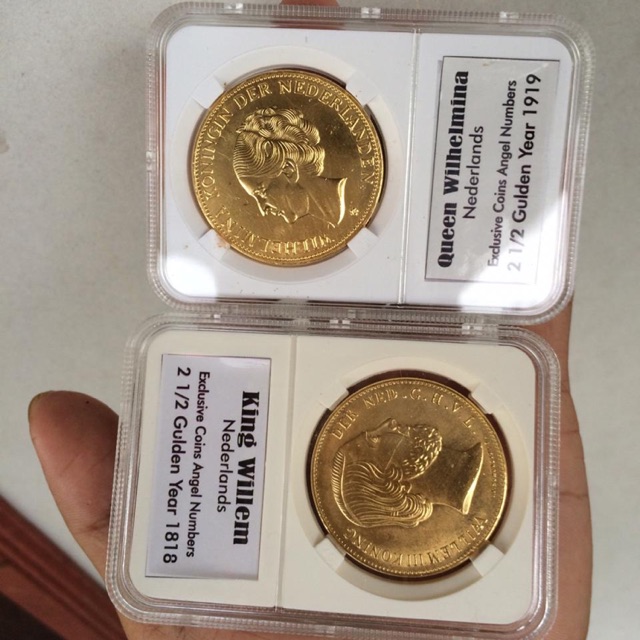 Queen Wilhelmina
Nederlands
Exclusive Coins Angel Numbers
2 1/2 Gulden Year 1919
WILHELMINA KONINGIN DER NEDERLANDEN.
King Willem
Nederlands
Exclusive Coins Angel Numbers
2 1/2 Gulden Year 1818
WILLEM III KONING
DER NED. G. H. V. L.